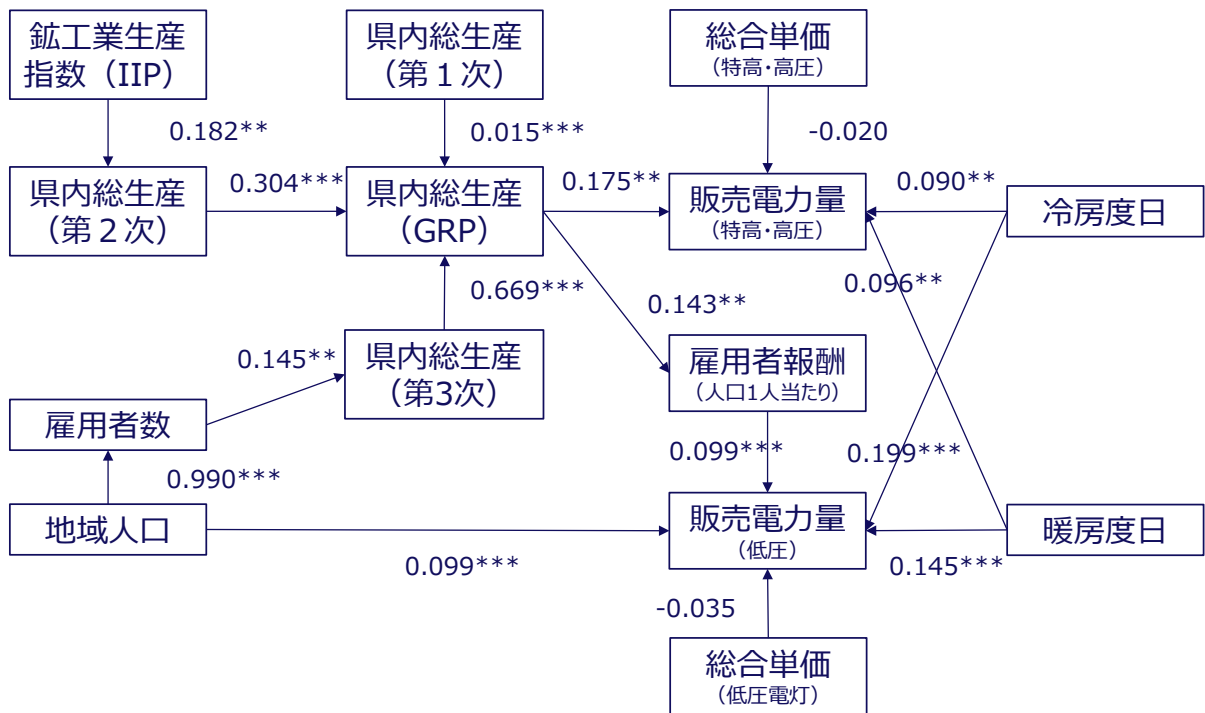 鉱工業生産
指数（IIP）
県内総生産
（第１次）
総合単価
（特高・高圧）
0.182**
0.015***
-0.020
県内総生産
（第２次）
0.304***
県内総生産
（GRP）
0.175**
販売電力量
（特高・高圧）
0.090**
冷房度日
0.669***
0.143**
0.096**
0.145**
県内総生産
（第3次）
雇用者報酬
（人口1人当たり）
雇用者数
0.990***
0.099***
0.199***
地域人口
0.099***
販売電力量
（低圧）
0.145***
暖房度日
-0.035
総合単価
（低圧電灯）